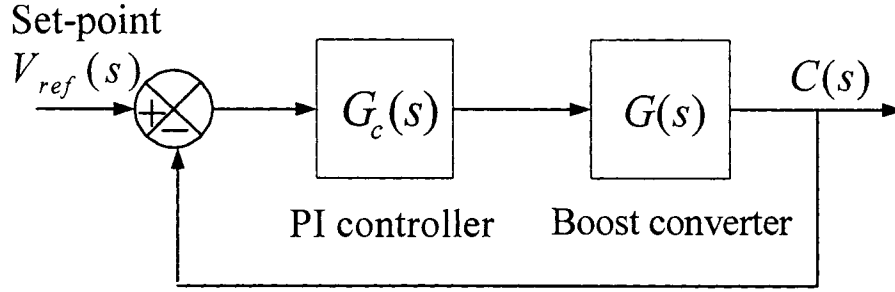 Set-point
V_ref(s)
C(s)
+
−
G_c(s)
G(s)
PI controller
Boost converter